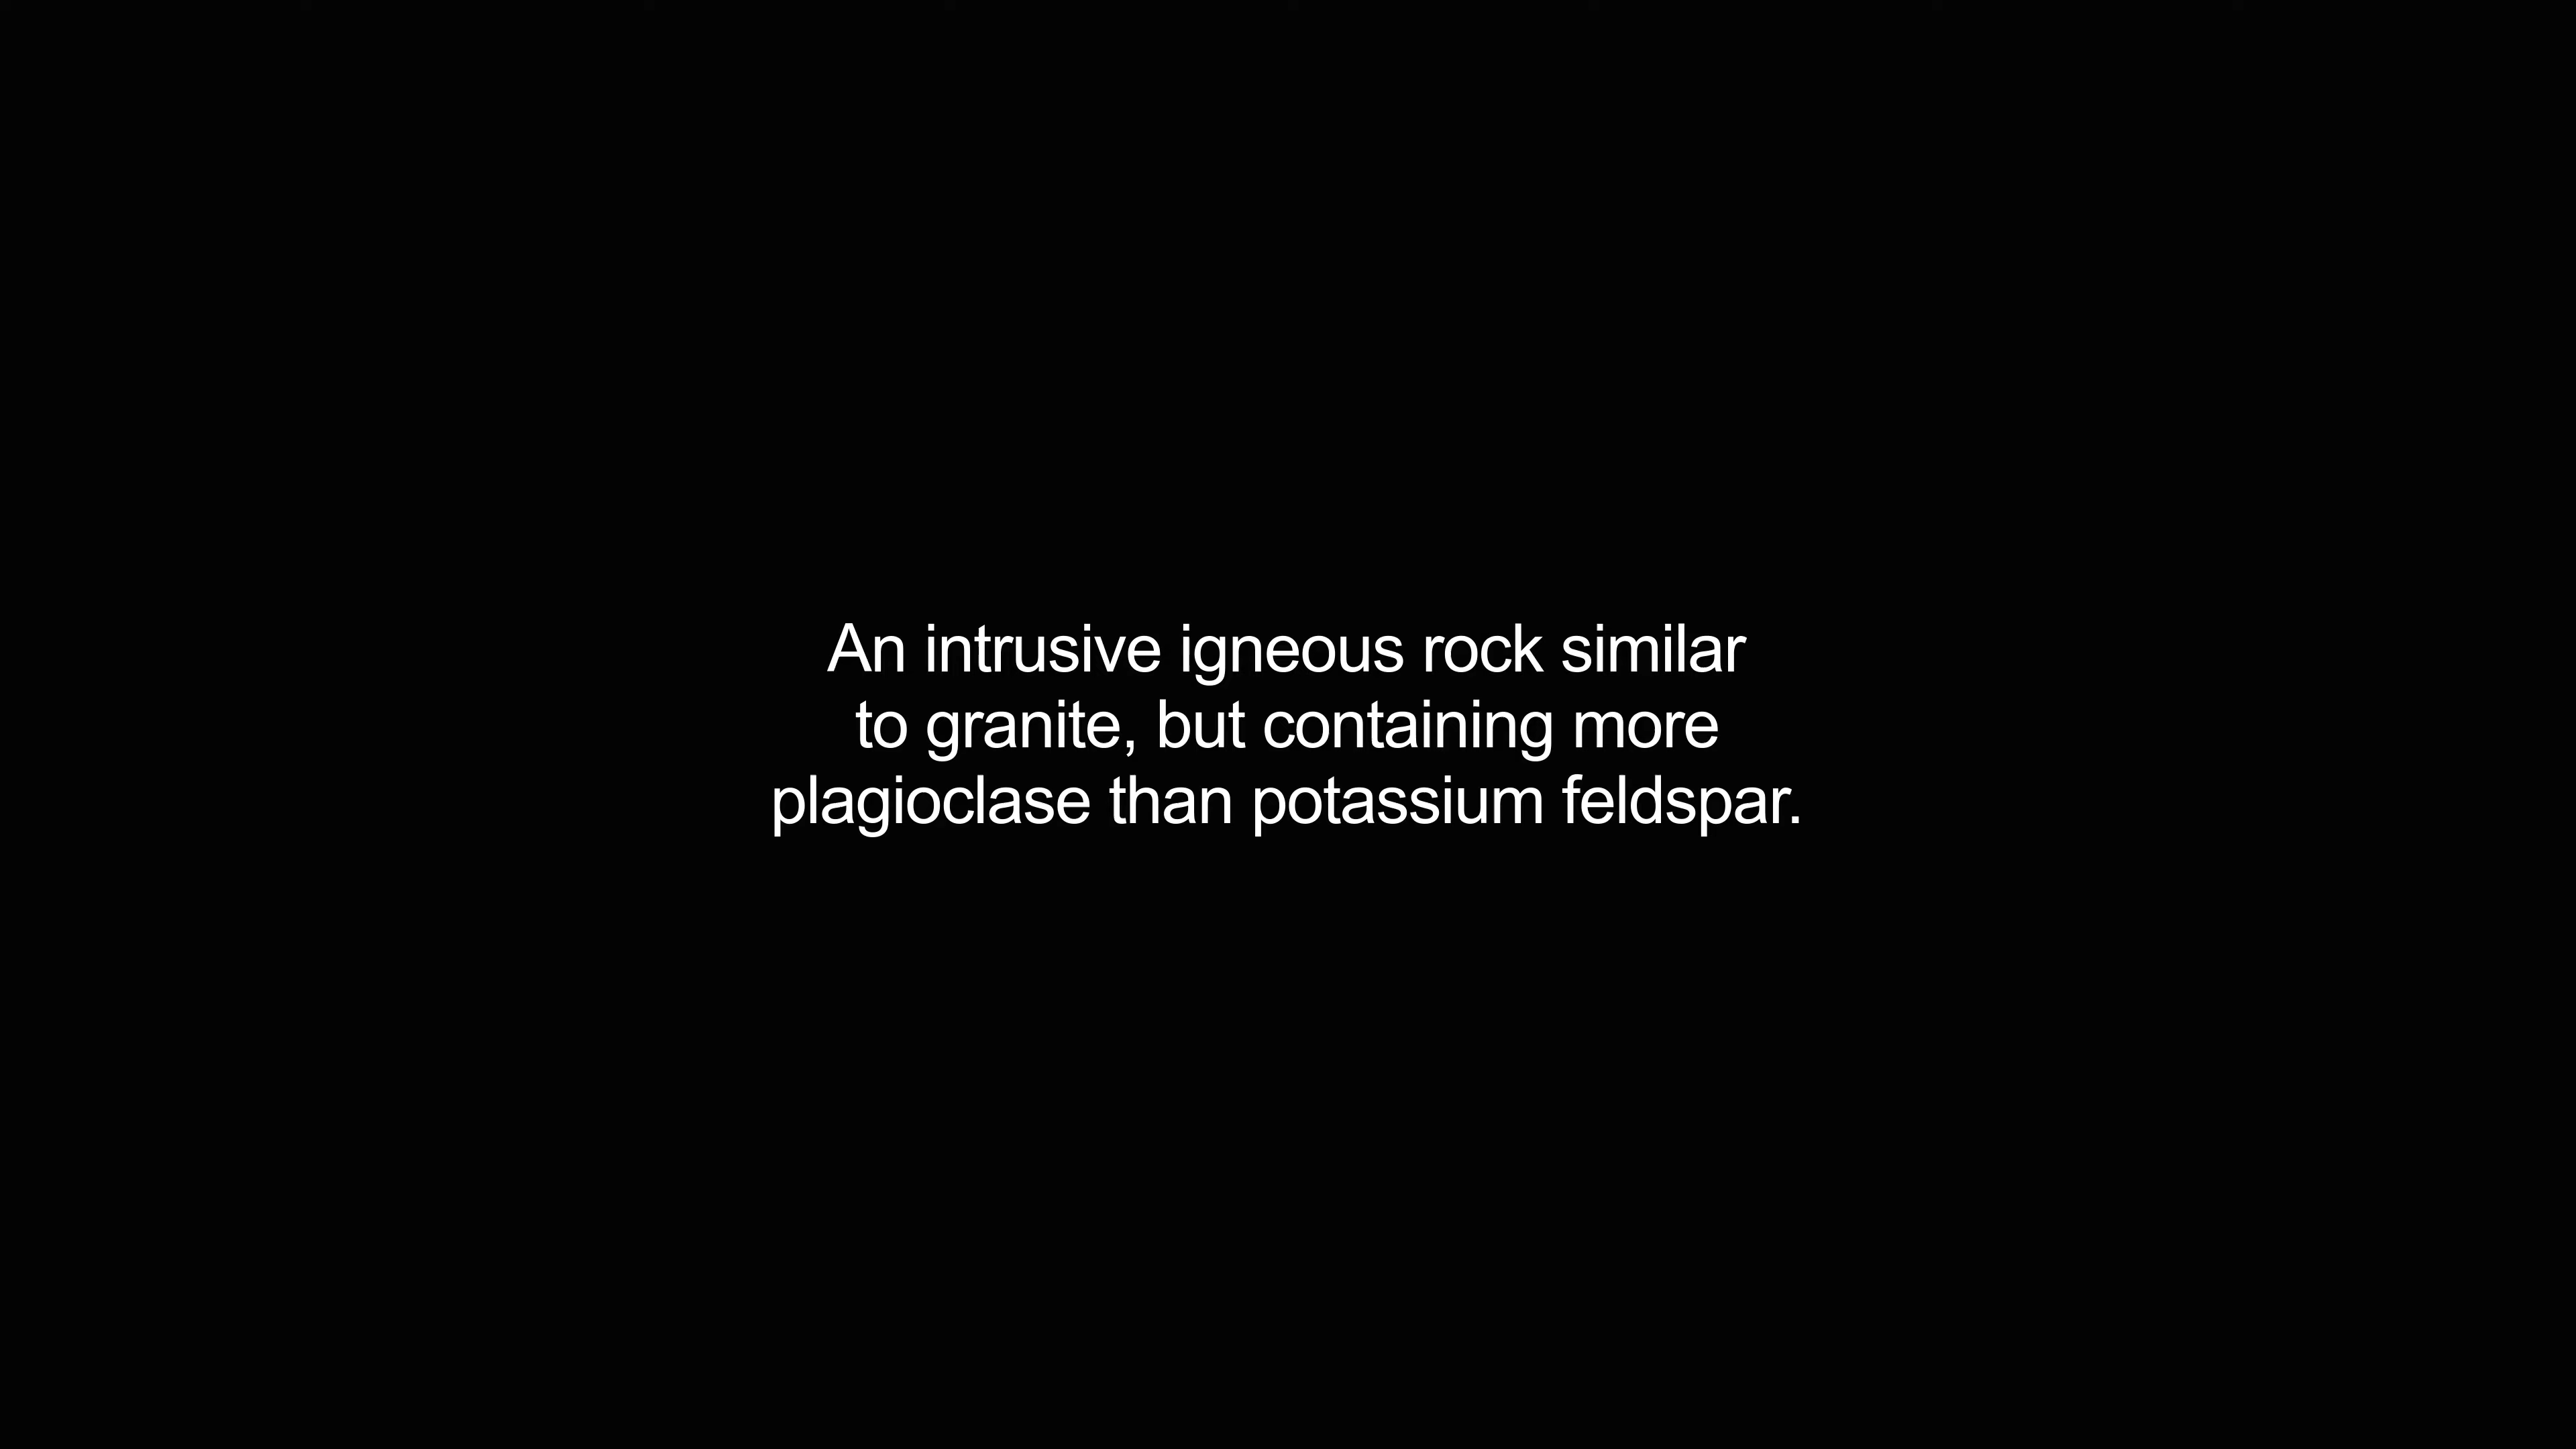 An intrusive igneous rock similar
to granite, but containing more
plagioclase than potassium feldspar.